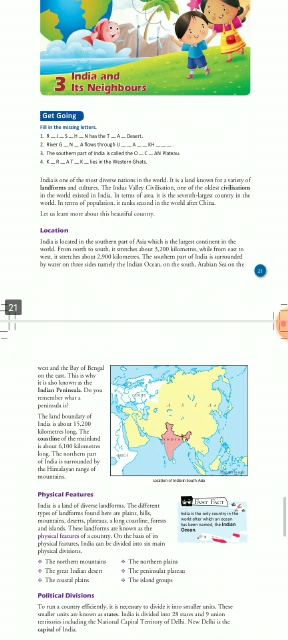 3 India and
Its Neighbours
Get Going
Fill in the missing letters.
1. R _ J _ S _ H _ N has the T _ A _ Desert.
2. River G _ N _ A flows through U _ _ A _ _ KH _ _ _ .
3. The southern part of India is called the D _ C _ AN Plateau.
4. K _ R _ AT _ K _ lies in the Western Ghats.
India is one of the most diverse nations in the world. It is a land known for a variety of
landforms and cultures. The Indus Valley Civilisation, one of the oldest civilisations
in the world existed in India. In terms of area, it is the seventh-largest country in the
world. In terms of population, it ranks second in the world after China.
Let us learn more about this beautiful country.
Location
India is located in the southern part of Asia which is the largest continent in the
world. From north to south, it stretches about 3,200 kilometres, while from east to
west, it stretches about 2,900 kilometres. The southern part of India is surrounded
by water on three sides namely the Indian Ocean, on the south, Arabian Sea on the
21
21
west and the Bay of Bengal
on the east. This is why
it is also known as the
Indian Peninsula. Do you
remember what a
peninsula is?
The land boundary of
India is about 15,200
kilometres long. The
coastline of the mainland
is about 6,100 kilometres
long. The northern part
of India is surrounded by
the Himalayan range of
mountains.
INDIA
Location of India in South Asia
Physical Features
India is a land of diverse landforms. The different
types of landforms found here are plains, hills,
mountains, deserts, plateaus, a long coastline, forests
and islands. These landforms are known as the
physical features of a country. On the basis of its
physical features, India can be divided into six main
physical divisions.
❖ The northern mountains ❖ The northern plains
❖ The great Indian desert ❖ The peninsular plateau
❖ The coastal plains ❖ The island groups
Fast Fact
India is the only country in the
world after which an ocean
has been named, the Indian
Ocean.
Political Divisions
To run a country efficiently, it is necessary to divide it into smaller units. These
smaller units are known as states. India is divided into 28 states and 9 union
territories including the National Capital Territory of Delhi. New Delhi is the
capital of India.